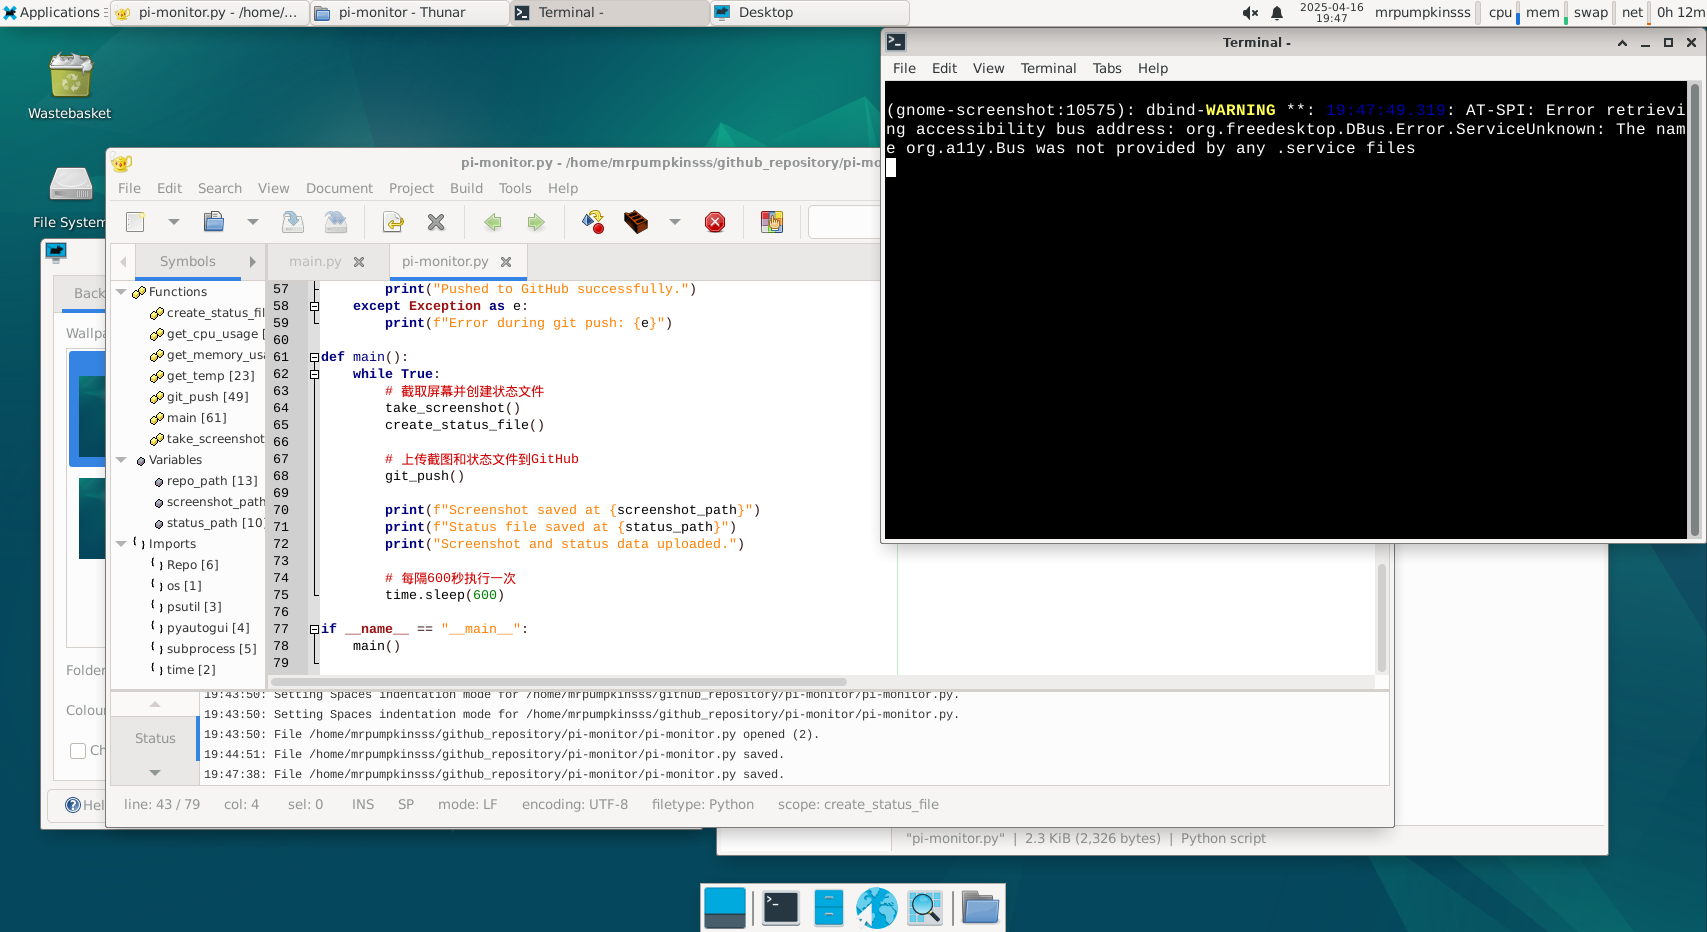 Applications
pi-monitor.py - /home/...
pi-monitor - Thunar
Terminal -
Desktop
2025-04-16
19:47
mrpumpkinsss
cpu
mem
swap
net
0h 12m
Wastebasket
File System
Terminal -
File Edit View Terminal Tabs Help
(gnome-screenshot:10575): dbind-WARNING **: 19:47:49.319: AT-SPI: Error retrievi
ng accessibility bus address: org.freedesktop.DBus.Error.ServiceUnknown: The nam
e org.a11y.Bus was not provided by any .service files
pi-monitor.py - /home/mrpumpkinsss/github_repository/pi-mo
File Edit Search View Document Project Build Tools Help
Symbols
main.py
pi-monitor.py
Functions
create_status_fil
get_cpu_usage [
get_memory_usa
get_temp [23]
git_push [49]
main [61]
take_screenshot
Variables
repo_path [13]
screenshot_path
status_path [10]
Imports
Repo [6]
os [1]
psutil [3]
pyautogui [4]
subprocess [5]
time [2]
57 print("Pushed to GitHub successfully.")
58 except Exception as e:
59 print(f"Error during git push: {e}")
60
61 def main():
62 while True:
63 # 截取屏幕并创建状态文件
64 take_screenshot()
65 create_status_file()
66
67 # 上传截图和状态文件到GitHub
68 git_push()
69
70 print(f"Screenshot saved at {screenshot_path}")
71 print(f"Status file saved at {status_path}")
72 print("Screenshot and status data uploaded.")
73
74 # 每隔600秒执行一次
75 time.sleep(600)
76
77 if __name__ == "__main__":
78 main()
79
Status
19:43:50: Setting Spaces indentation mode for /home/mrpumpkinsss/github_repository/pi-monitor/pi-monitor.py.
19:43:50: Setting Spaces indentation mode for /home/mrpumpkinsss/github_repository/pi-monitor/pi-monitor.py.
19:43:50: File /home/mrpumpkinsss/github_repository/pi-monitor/pi-monitor.py opened (2).
19:44:51: File /home/mrpumpkinsss/github_repository/pi-monitor/pi-monitor.py saved.
19:47:38: File /home/mrpumpkinsss/github_repository/pi-monitor/pi-monitor.py saved.
line: 43 / 79 col: 4 sel: 0 INS SP mode: LF encoding: UTF-8 filetype: Python scope: create_status_file
Back
Wallpa
Folder
Colou
Ch
Hel
"pi-monitor.py" | 2.3 KiB (2,326 bytes) | Python script